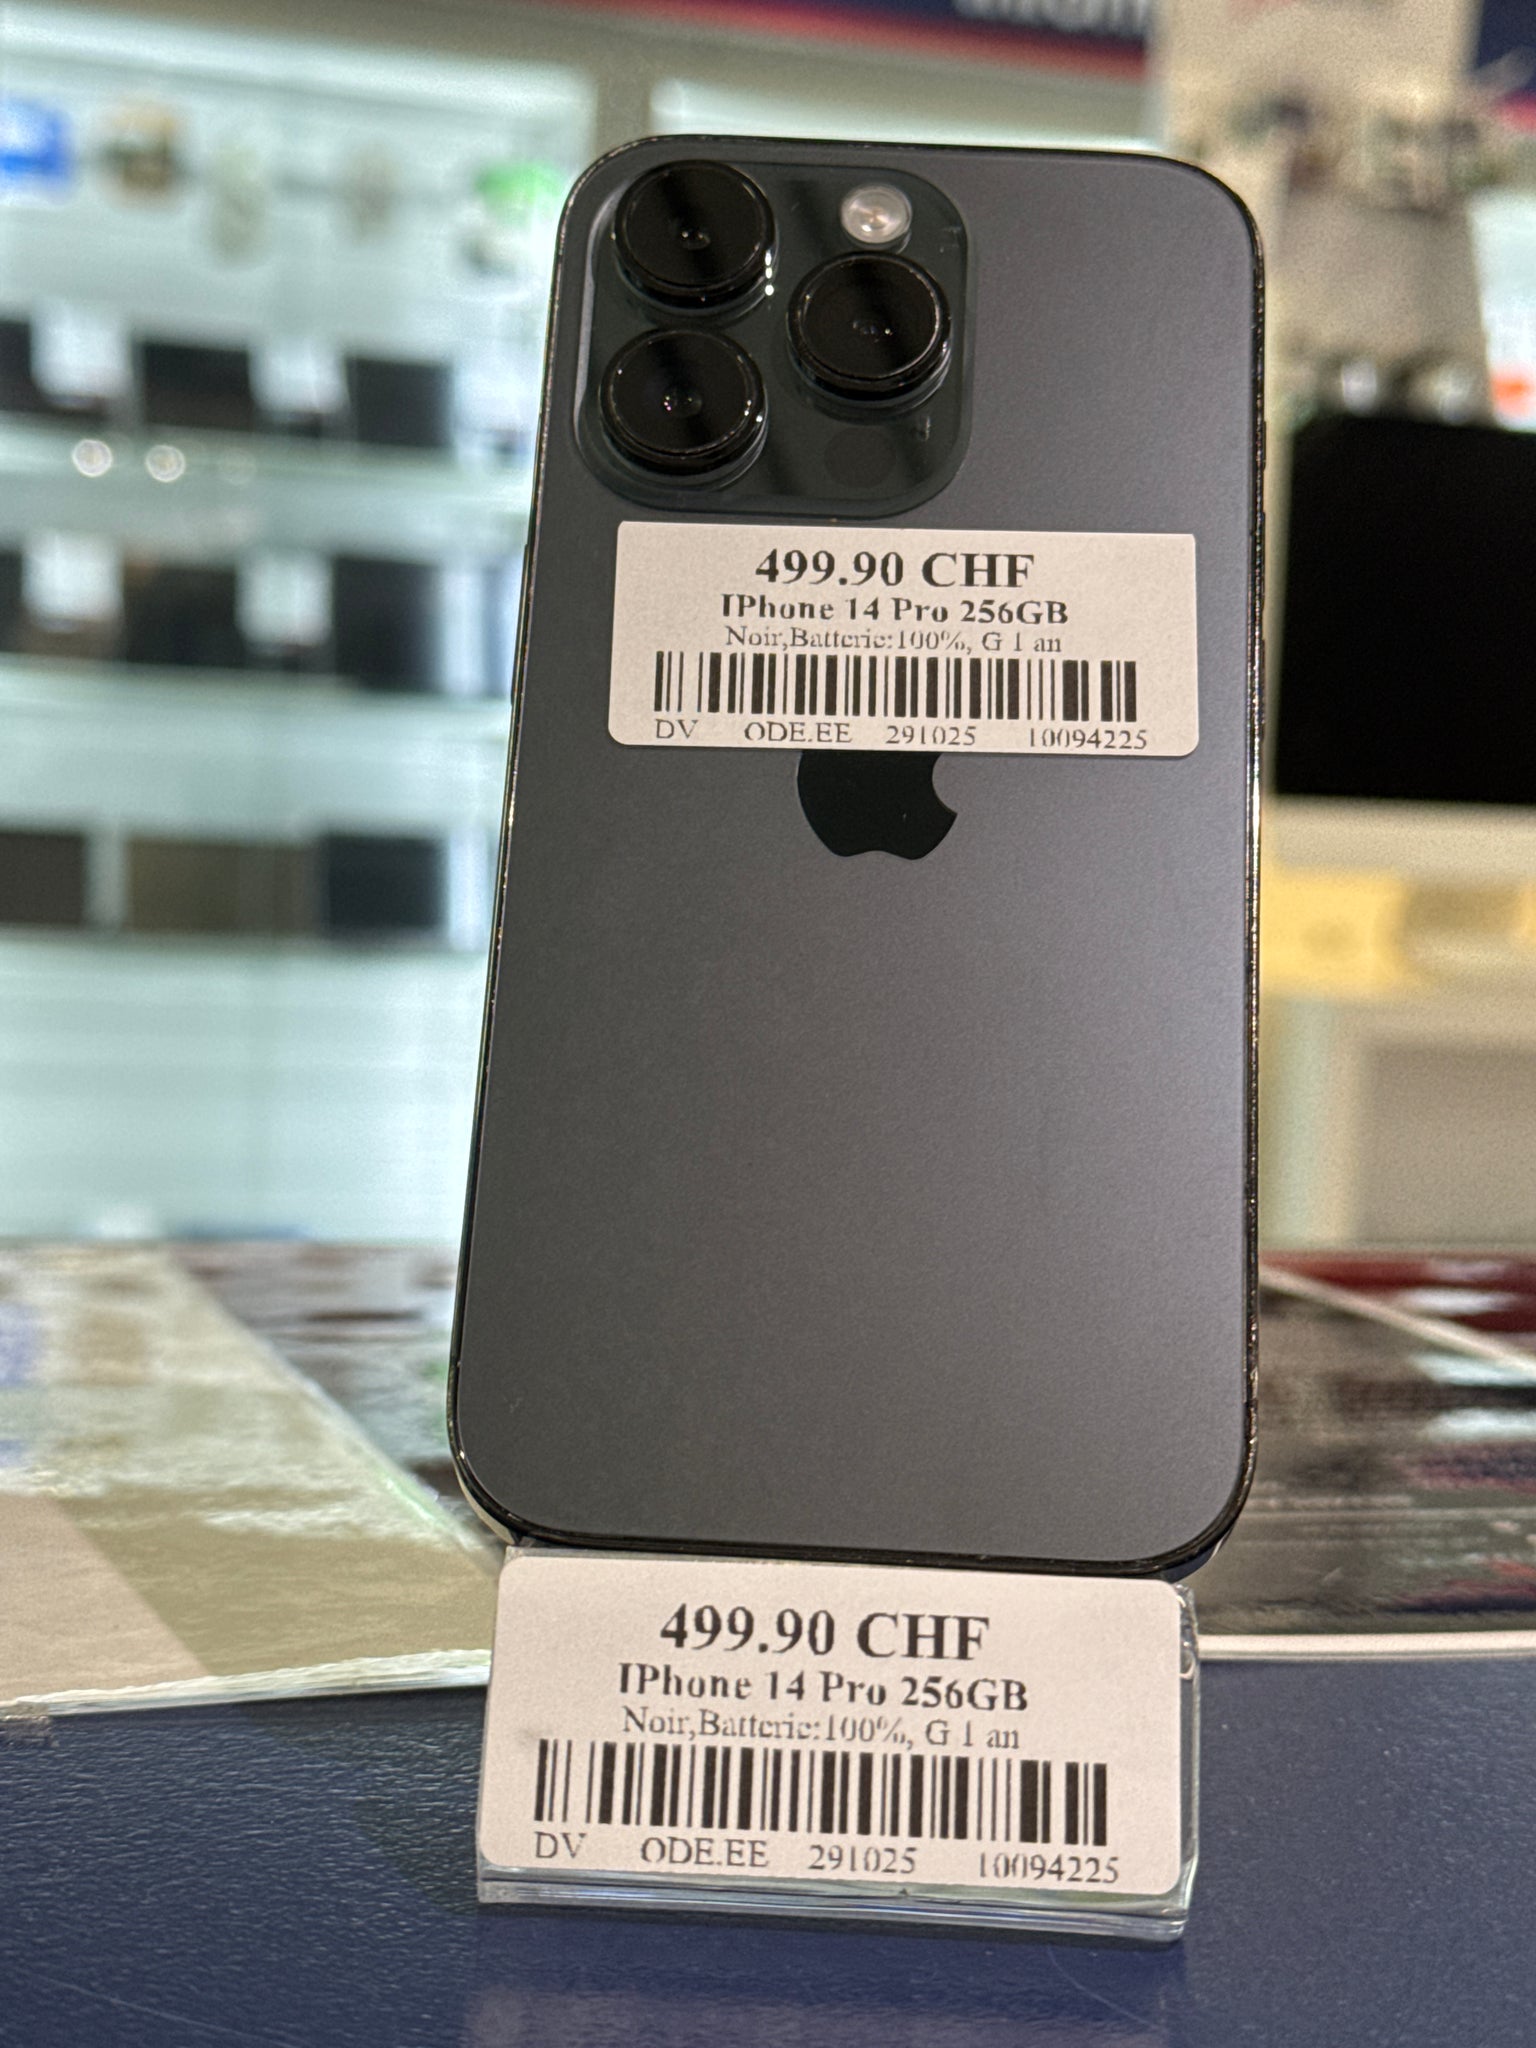 499.90 CHF
IPhone 14 Pro 256GB
Noir,Batterie:100%, G 1 an
DV ODE.EE 291025 10094225
499.90 CHF
IPhone 14 Pro 256GB
Noir,Batterie:100%, G 1 an
DV ODE.EE 291025 10094225